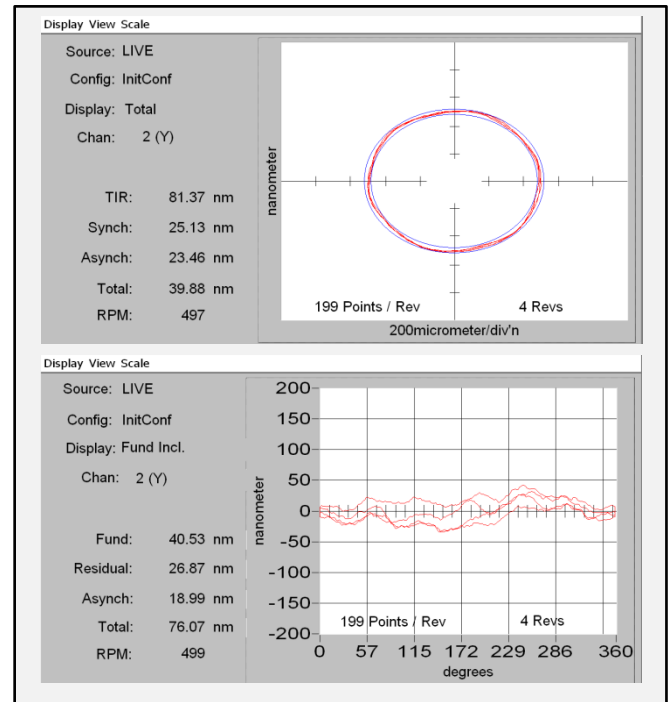 Display View Scale
Source: LIVE
Config: InitConf
Display: Total
Chan: 2 (Y)
TIR: 81.37 nm
Synch: 25.13 nm
Asynch: 23.46 nm
Total: 39.88 nm
RPM: 497
nanometer
199 Points / Rev 4 Revs
200micrometer/div'n
Display View Scale
Source: LIVE
Config: InitConf
Display: Fund Incl.
Chan: 2 (Y)
Fund: 40.53 nm
Residual: 26.87 nm
Asynch: 18.99 nm
Total: 76.07 nm
RPM: 499
nanometer
200
150
100
50
0
-50
-100
-150
-200
199 Points / Rev 4 Revs
0 57 115 172 229 286 360
degrees